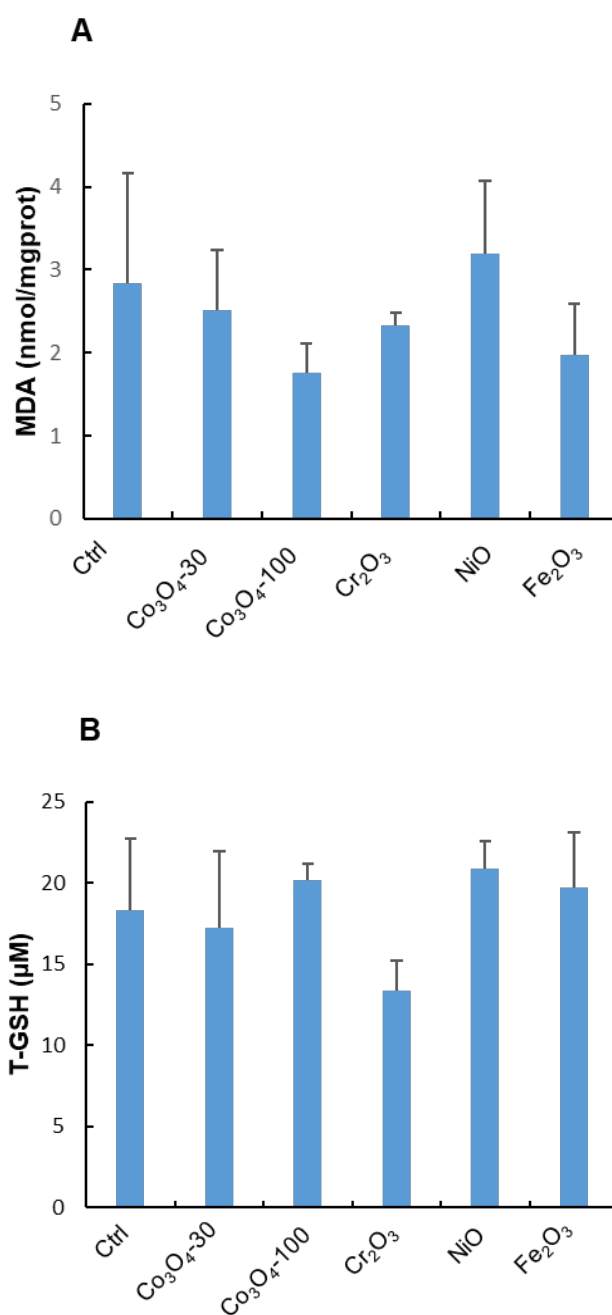 A
5
4
3
2
1
0
MDA (nmol/mgprot)
Ctrl
Co₃O₄-30
Co₃O₄-100
Cr₂O₃
NiO
Fe₂O₃
B
25
20
15
10
5
0
T-GSH (μM)
Ctrl
Co₃O₄-30
Co₃O₄-100
Cr₂O₃
NiO
Fe₂O₃